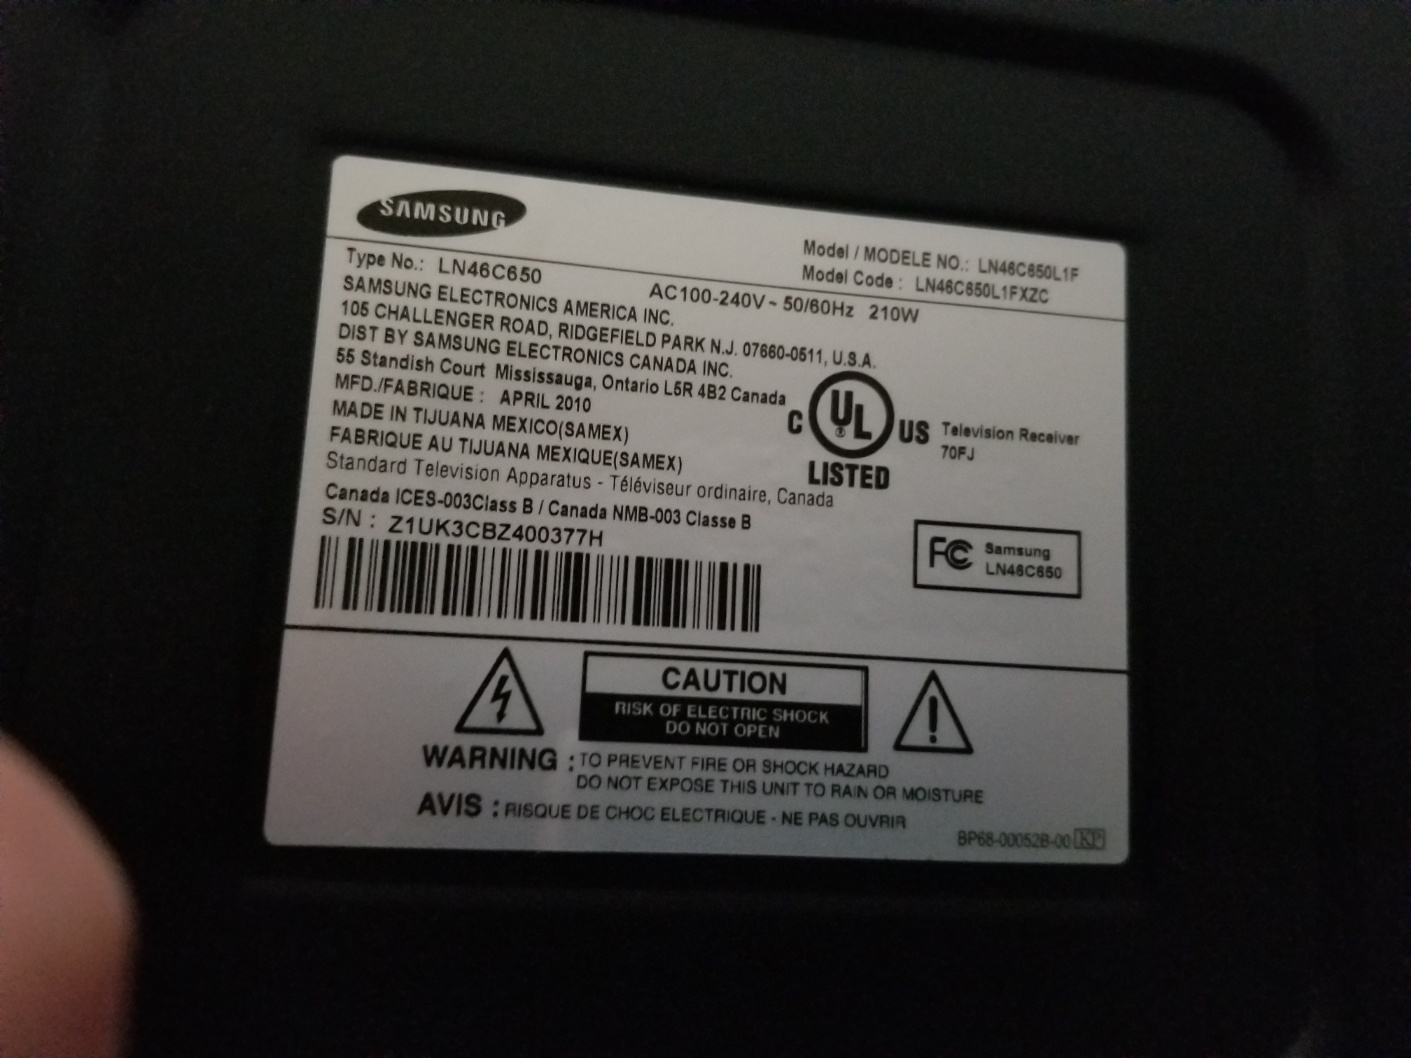 SAMSUNG
Model / MODELE NO.: LN46C650L1F
Type No.: LN46C650
Model Code : LN46C650L1FXZC
SAMSUNG ELECTRONICS AMERICA INC.
AC100-240V~ 50/60Hz 210W
105 CHALLENGER ROAD, RIDGEFIELD PARK N.J. 07660-0511, U.S.A.
DIST BY SAMSUNG ELECTRONICS CANADA INC.
55 Standish Court Mississauga, Ontario L5R 4B2 Canada
MFD./FABRIQUE : APRIL 2010
MADE IN TIJUANA MEXICO(SAMEX)
FABRIQUE AU TIJUANA MEXIQUE(SAMEX)
Standard Television Apparatus - Téléviseur ordinaire, Canada
Canada ICES-003Class B / Canada NMB-003 Classe B
S/N : Z1UK3CBZ400377H
C UL ® US
LISTED
Television Receiver
70FJ
FC Samsung
LN46C650
CAUTION
RISK OF ELECTRIC SHOCK
DO NOT OPEN
WARNING : TO PREVENT FIRE OR SHOCK HAZARD
DO NOT EXPOSE THIS UNIT TO RAIN OR MOISTURE
AVIS : RISQUE DE CHOC ELECTRIQUE - NE PAS OUVRIR
BP68-00052B-00 KP